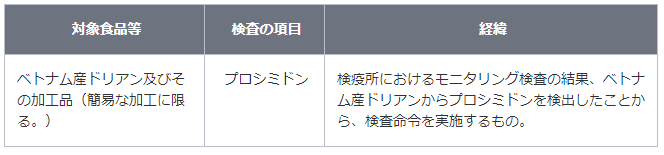 対象食品等
検査の項目
経緯
ベトナム産ドリアン及びそ
の加工品（簡易な加工に限
る。）
プロシミドン
検疫所におけるモニタリング検査の結果、ベトナ
ム産ドリアンからプロシミドンを検出したことか
ら、検査命令を実施するもの。